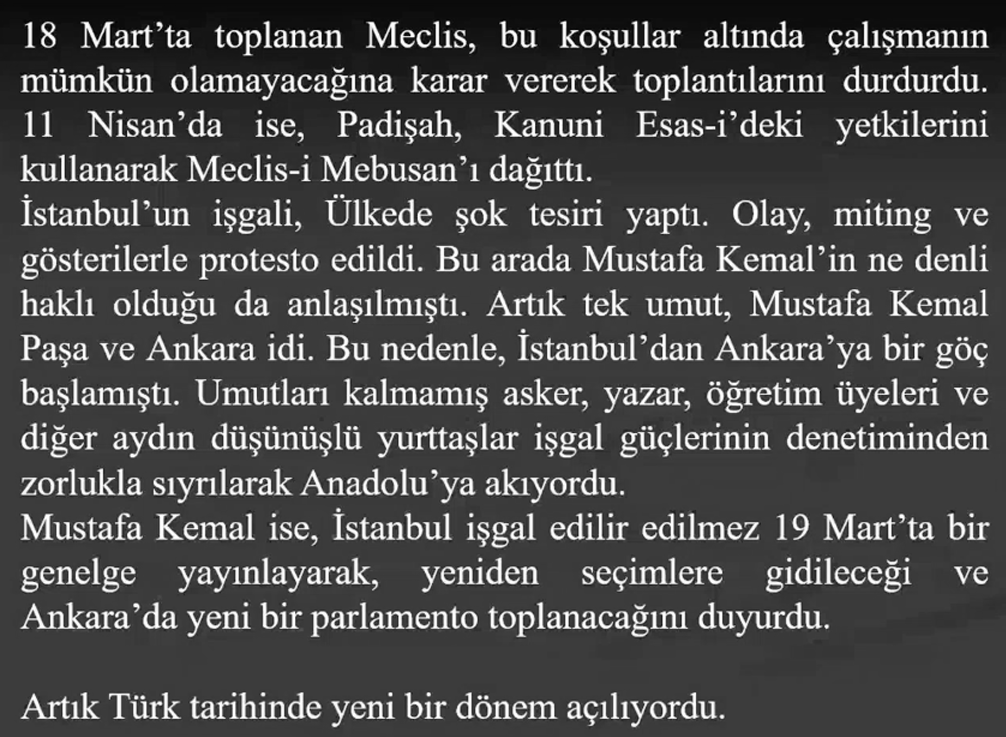 18 Mart’ta toplanan Meclis, bu koşullar altında çalışmanın
mümkün olamayacağına karar vererek toplantılarını durdurdu.
11 Nisan’da ise, Padişah, Kanuni Esas-i’deki yetkilerini
kullanarak Meclis-i Mebusan’ı dağıttı.
İstanbul’un işgali, Ülkede şok tesiri yaptı. Olay, miting ve
gösterilerle protesto edildi. Bu arada Mustafa Kemal’in ne denli
haklı olduğu da anlaşılmıştı. Artık tek umut, Mustafa Kemal
Paşa ve Ankara idi. Bu nedenle, İstanbul’dan Ankara’ya bir göç
başlamıştı. Umutları kalmamış asker, yazar, öğretim üyeleri ve
diğer aydın düşünüşlü yurttaşlar işgal güçlerinin denetiminden
zorlukla sıyrılarak Anadolu’ya akıyordu.
Mustafa Kemal ise, İstanbul işgal edilir edilmez 19 Mart’ta bir
genelge yayınlayarak, yeniden seçimlere gidileceği ve
Ankara’da yeni bir parlamento toplanacağını duyurdu.
Artık Türk tarihinde yeni bir dönem açılıyordu.